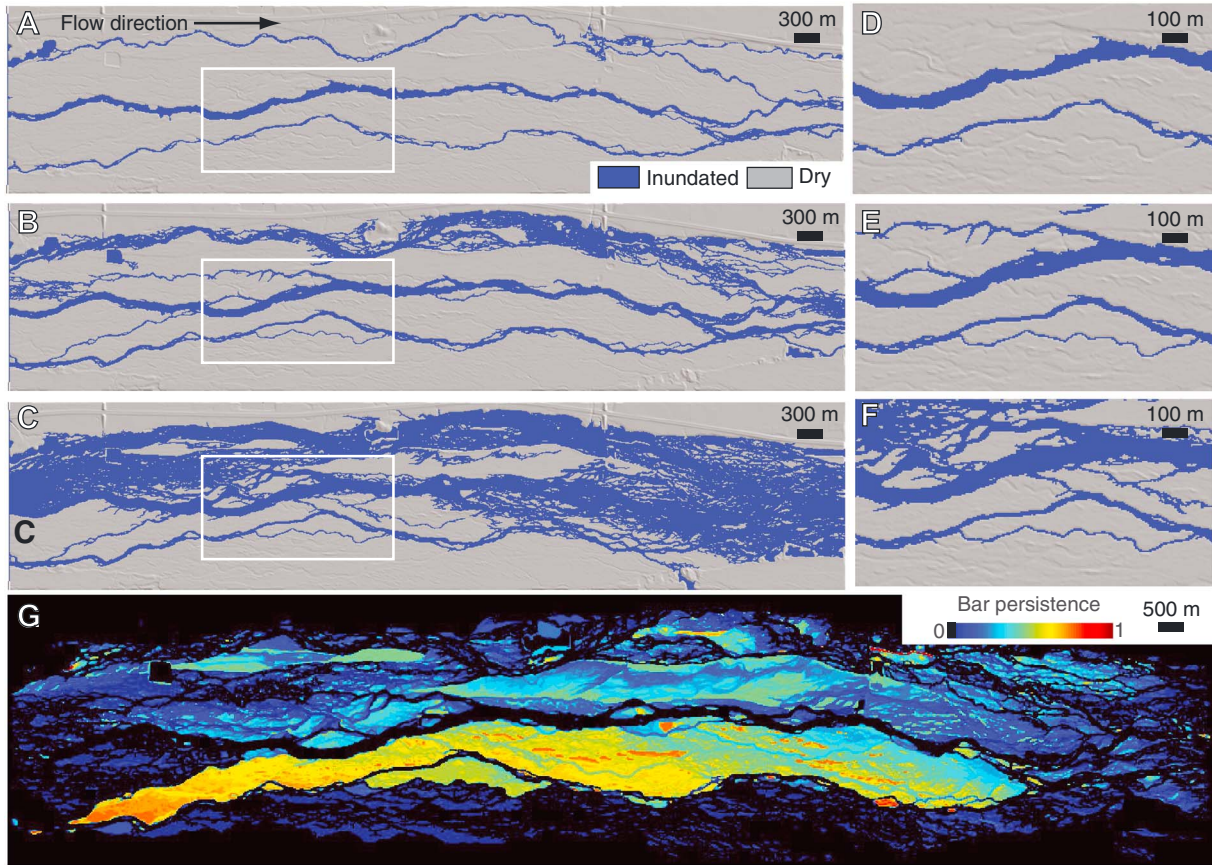 A
Flow direction
300 m
D
100 m
Inundated
Dry
B
300 m
E
100 m
C
300 m
F
100 m
C
G
Bar persistence
0
1
500 m